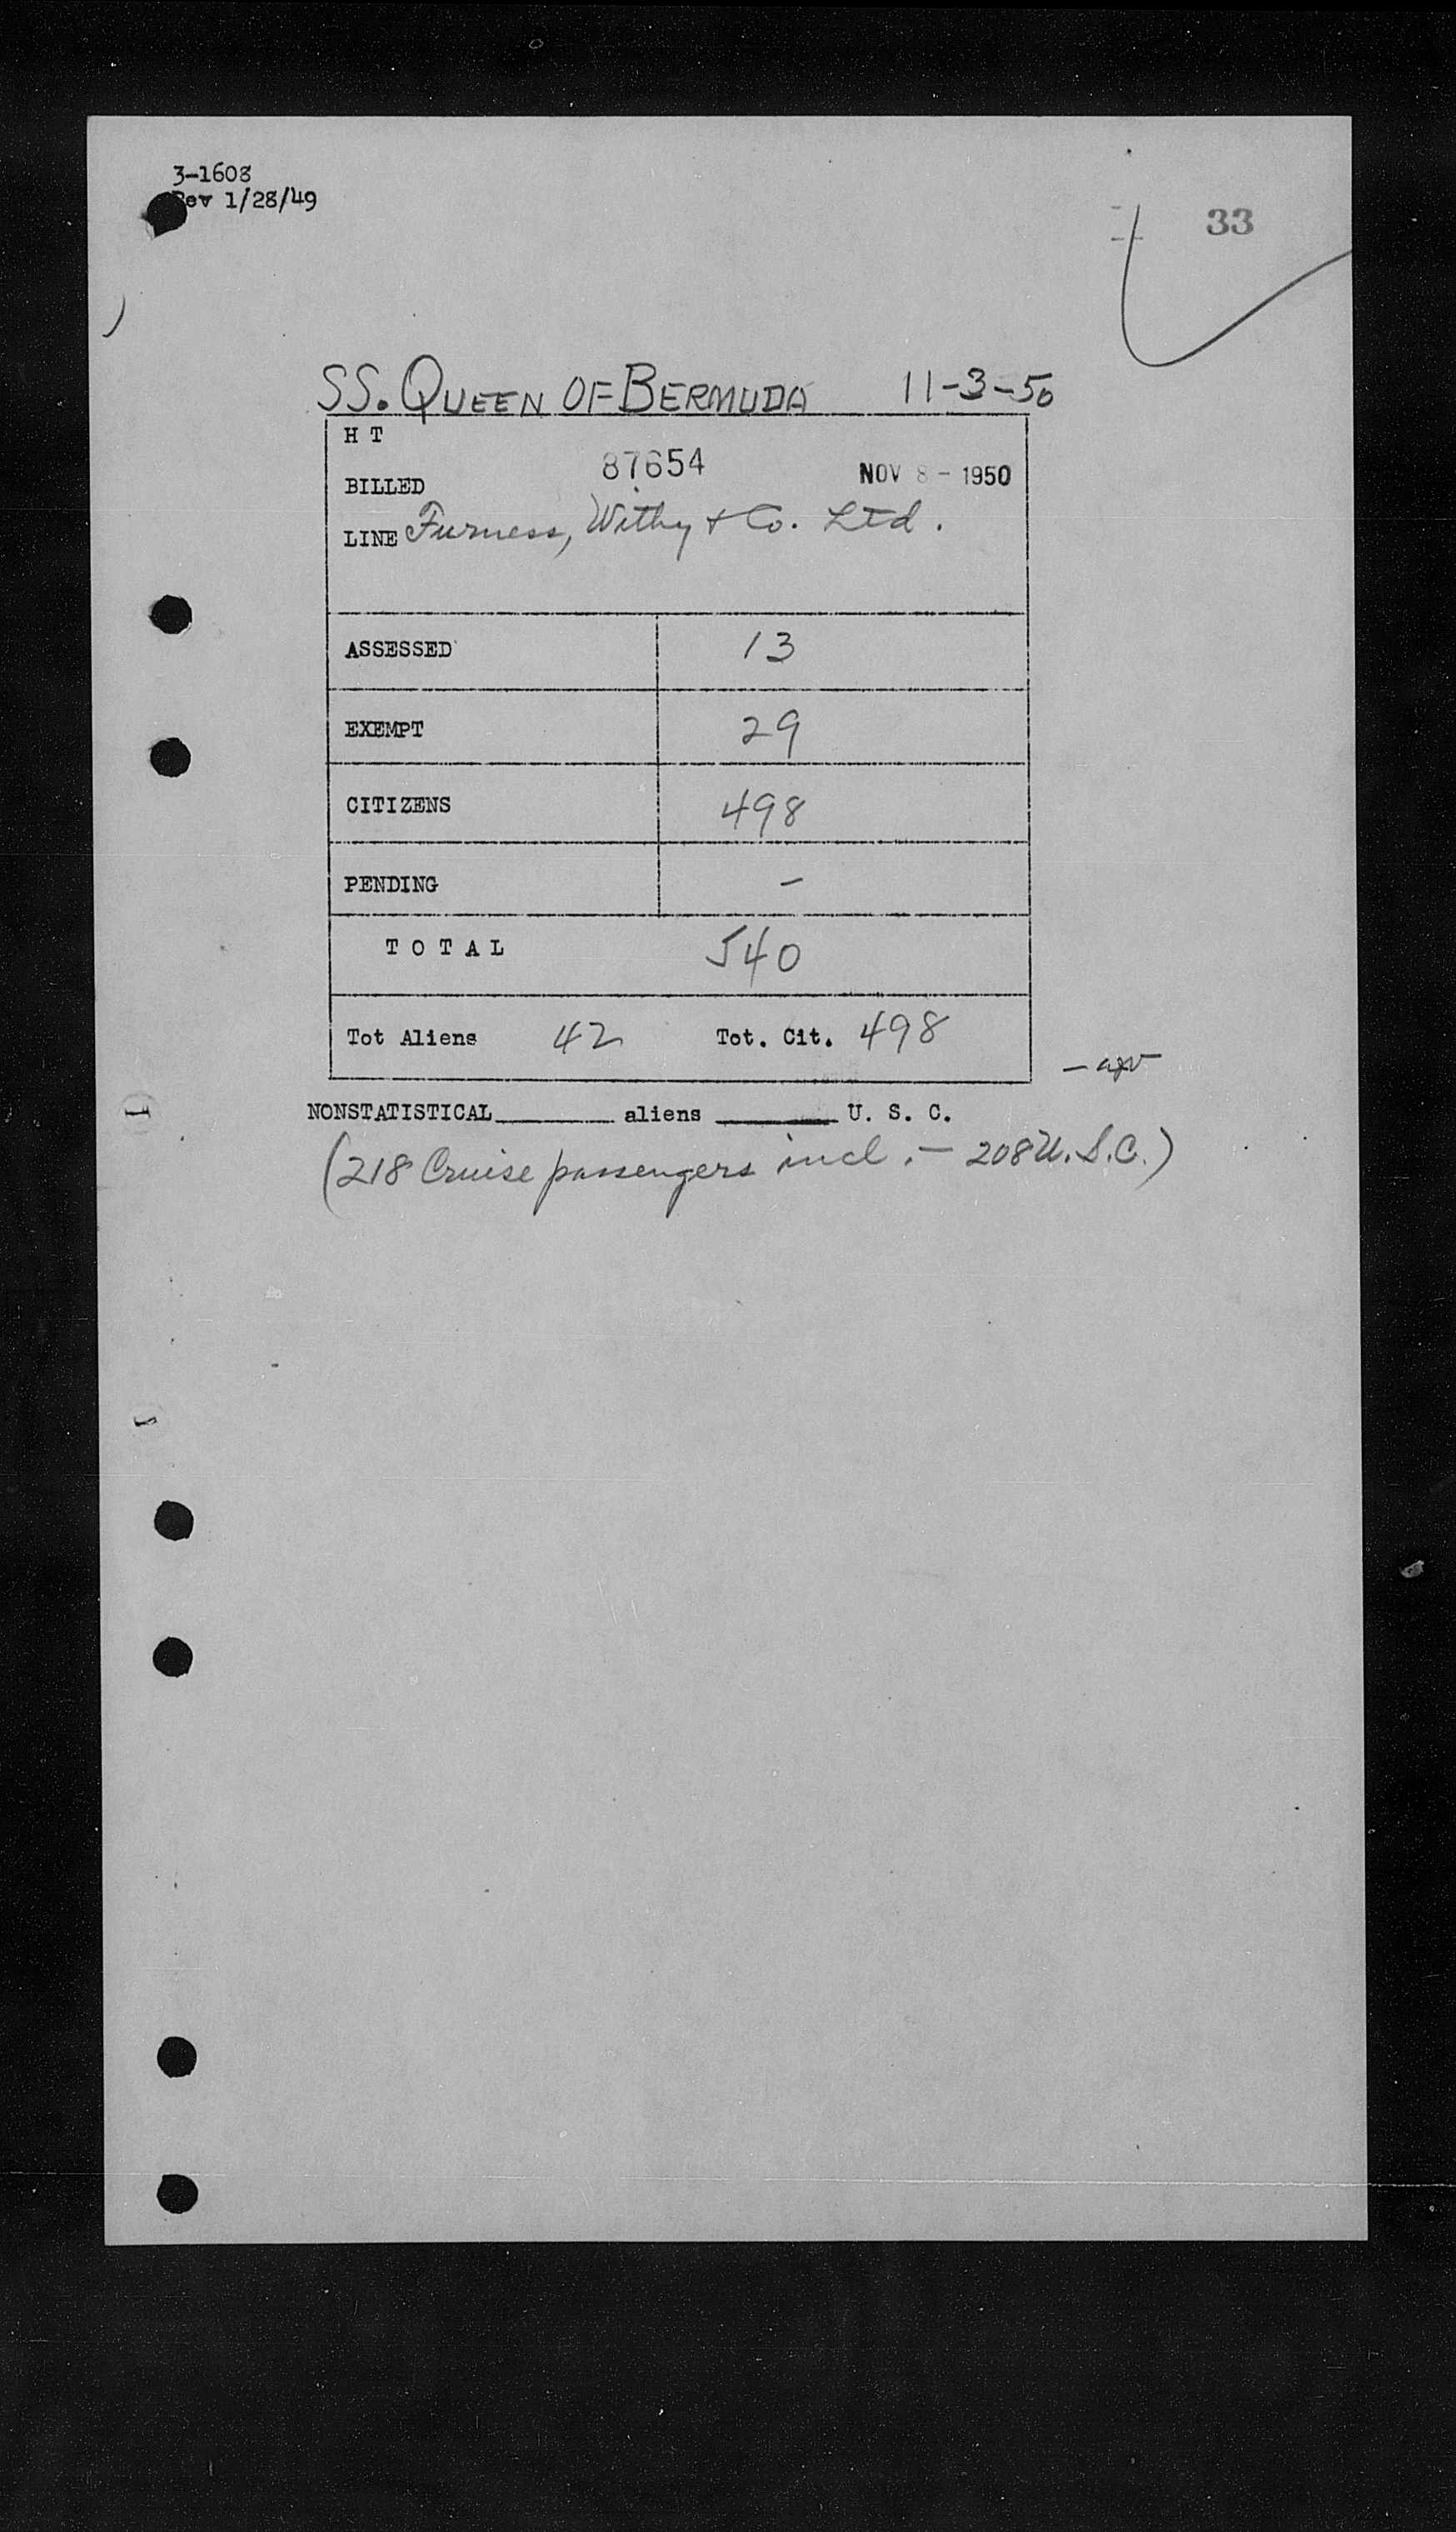 3-1608
Rev 1/28/49
33
SS. QUEEN OF BERMUDA 11-3-50
H T
87654 NOV 8 - 1950
BILLED
LINE Furness, Withy + Co. Ltd.
ASSESSED 13
EXEMPT 29
CITIZENS 498
PENDING -
T O T A L 540
Tot Aliens 42 Tot. Cit. 498
NONSTATISTICAL________ aliens ________ U. S. C.
(218 Cruise passengers incl. - 208 U.S.C.)